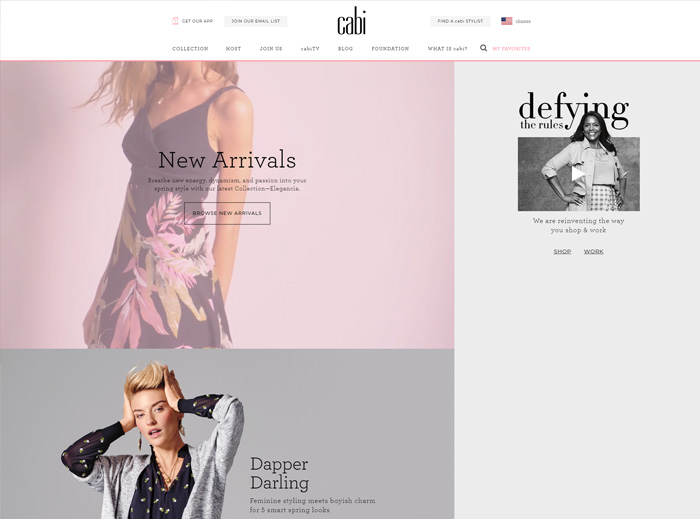 GET OUR APP
JOIN OUR EMAIL LIST
cabi
FIND A cabi STYLIST
change
COLLECTION HOST JOIN US cabiTV BLOG FOUNDATION WHAT IS cabi? MY FAVORITES
New Arrivals
Breathe new energy, dynamism, and passion into your
spring style with our latest Collection—Elegancia.
BROWSE NEW ARRIVALS
defying
the rules
We are reinventing the way
you shop & work
SHOP WORK
Dapper
Darling
Feminine styling meets boyish charm
for 5 smart spring looks